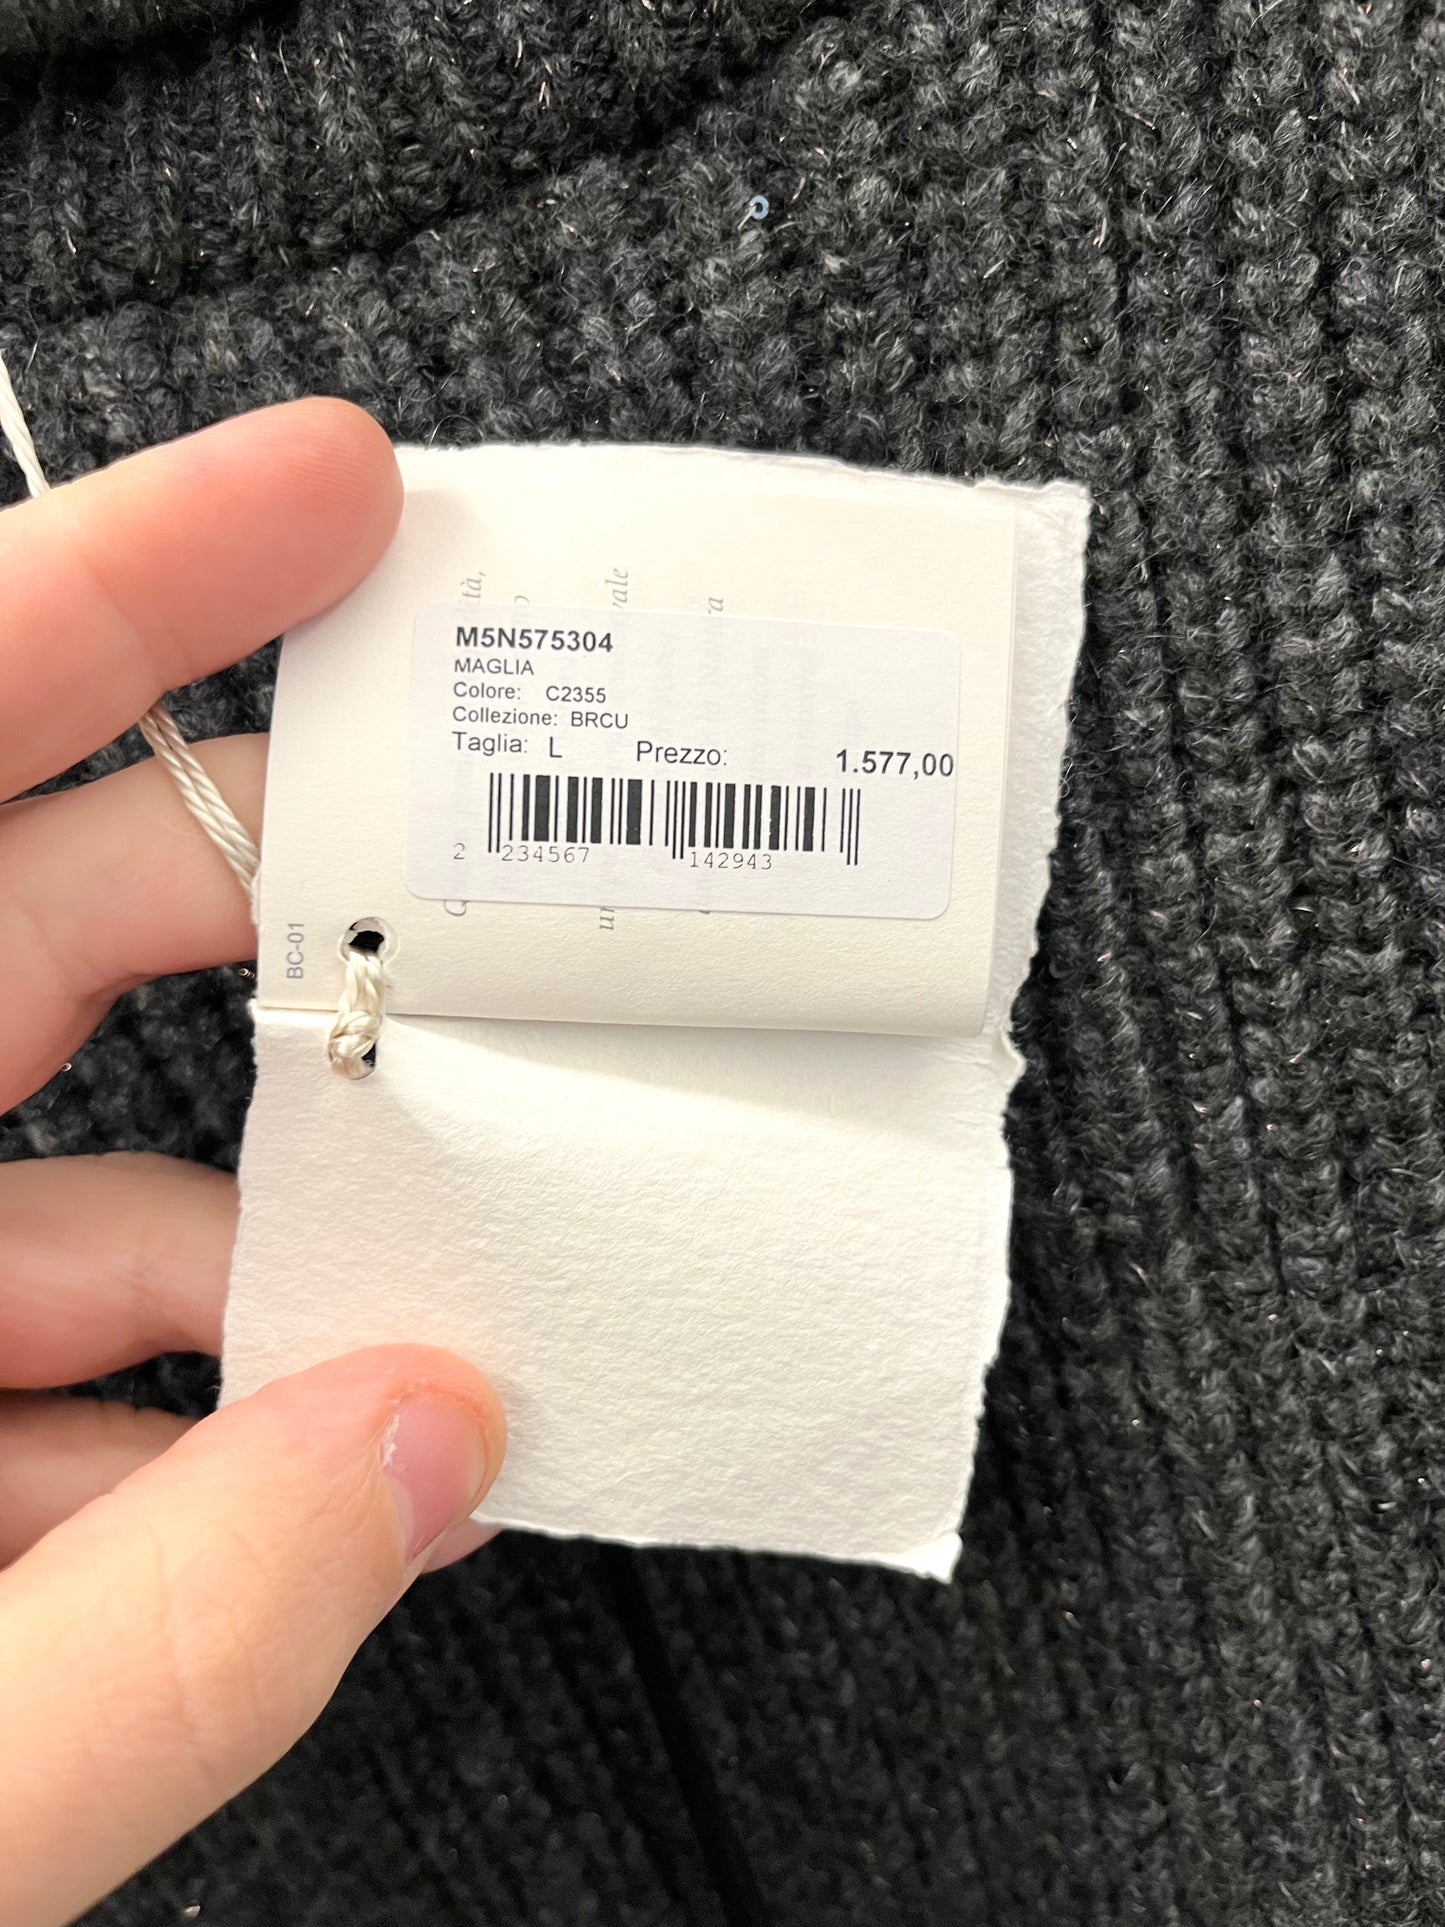 M5N575304
MAGLIA
Colore: C2355
Collezione: BRCU
Taglia: L Prezzo: 1.577,00
2 234567 142943
BC-01